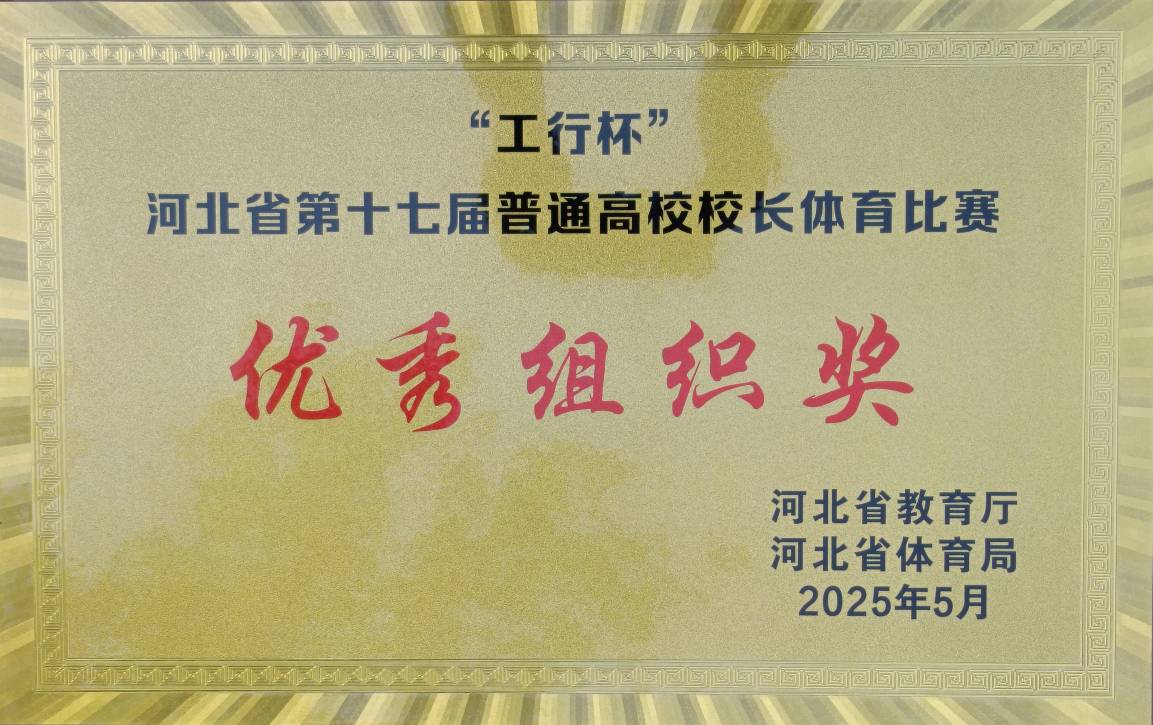 “工行杯”
河北省第十七届普通高校校长体育比赛
优秀组织奖
河北省教育厅
河北省体育局
2025年5月